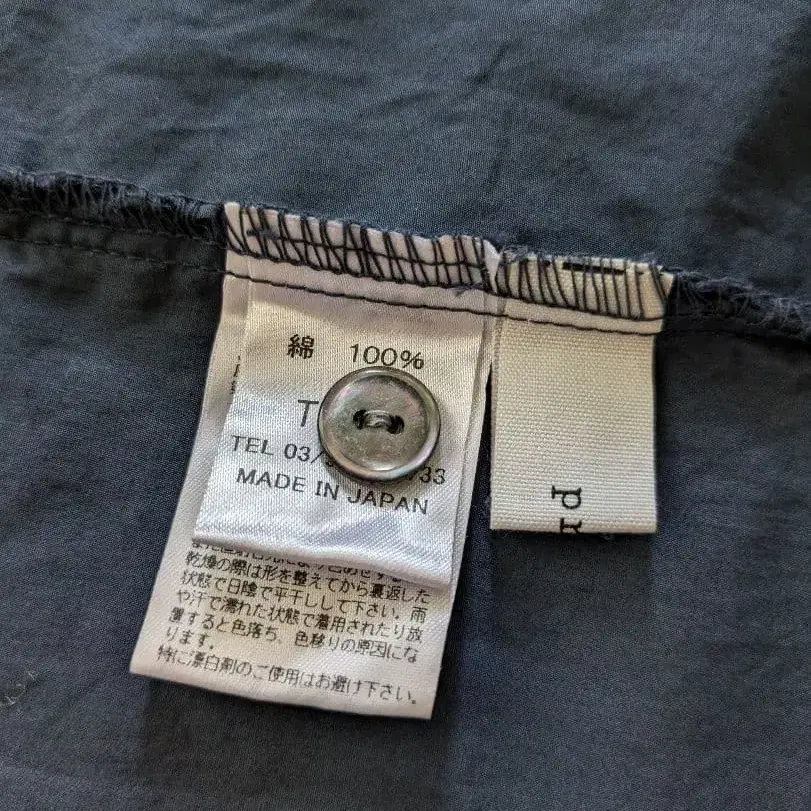 綿 100%
T
TEL 03/ 33
MADE IN JAPAN
乾燥の際は形を整えてから裏返した
状態で日陰で平干しして下さい。雨
や汗で濡れた状態で着用されたり放
置すると色落ち、色移りの原因にな
ります。
特に漂白剤のご使用はお避け下さい。